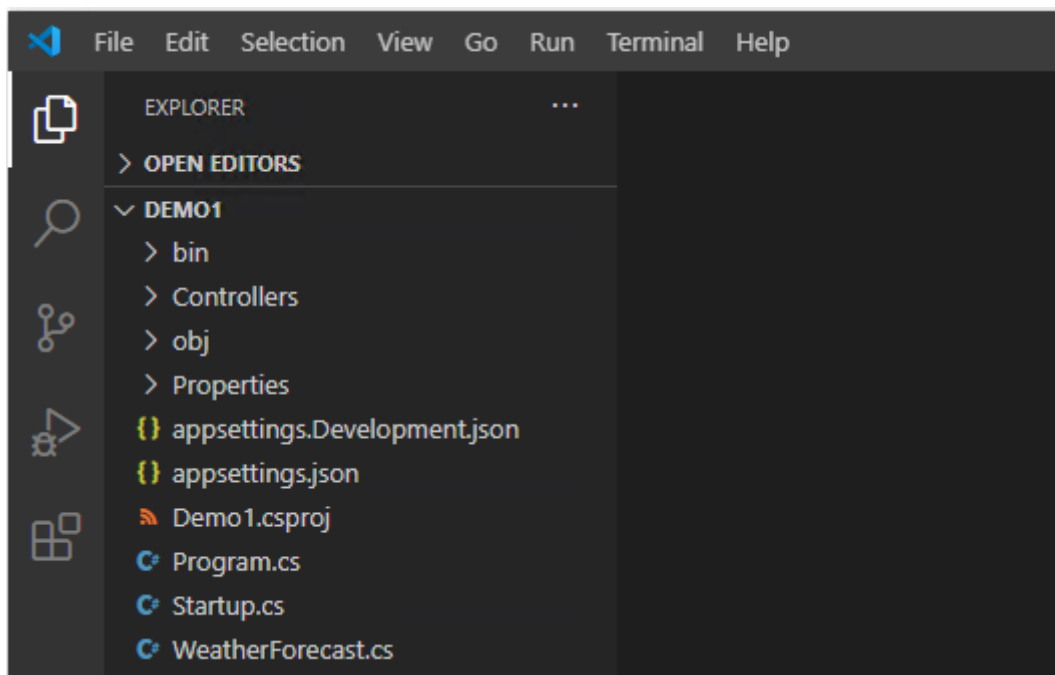 File Edit Selection View Go Run Terminal Help
EXPLORER ...
OPEN EDITORS
DEMO1
bin
Controllers
obj
Properties
{} appsettings.Development.json
{} appsettings.json
Demo1.csproj
C# Program.cs
C# Startup.cs
C# WeatherForecast.cs